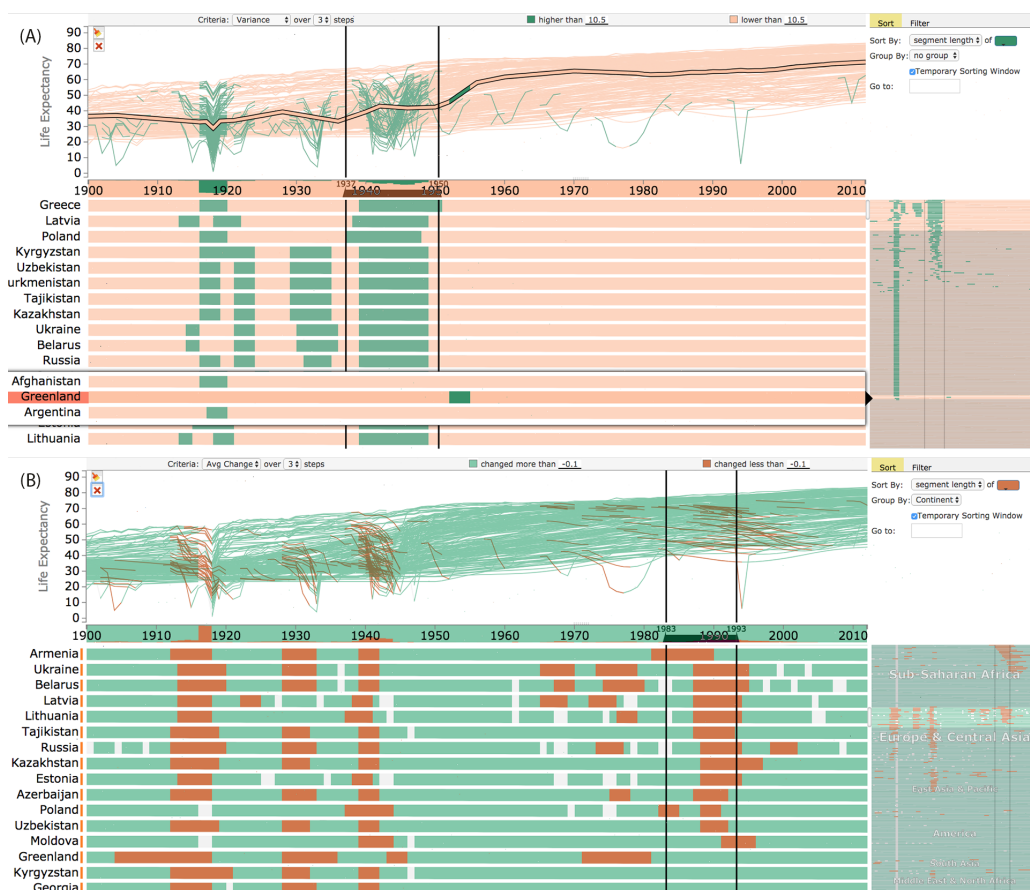 (A)
Criteria: Variance over 3 steps higher than 10.5 lower than 10.5
Sort Filter
Sort By: segment length of
Group By: no group
Temporary Sorting Window
Go to:
Life Expectancy
90
80
70
60
50
40
30
20
10
0
1937 1950
1900 1910 1920 1930 1940 1950 1960 1970 1980 1990 2000 2010
Greece
Latvia
Poland
Kyrgyzstan
Uzbekistan
urkmenistan
Tajikistan
Kazakhstan
Ukraine
Belarus
Russia
Afghanistan
Greenland
Argentina
Estonia
Lithuania
(B)
Criteria: Avg Change over 3 steps changed more than -0.1 changed less than -0.1
Sort Filter
Sort By: segment length of
Group By: Continent
Temporary Sorting Window
Go to:
Life Expectancy
90
80
70
60
50
40
30
20
10
0
1983 1993
1900 1910 1920 1930 1940 1950 1960 1970 1980 1990 2000 2010
Armenia
Ukraine
Belarus
Latvia
Lithuania
Tajikistan
Russia
Kazakhstan
Estonia
Azerbaijan
Poland
Uzbekistan
Moldova
Greenland
Kyrgyzstan
Georgia
Sub-Saharan Africa
Europe & Central Asia
East Asia & Pacific
America
South Asia
Middle East & North Africa